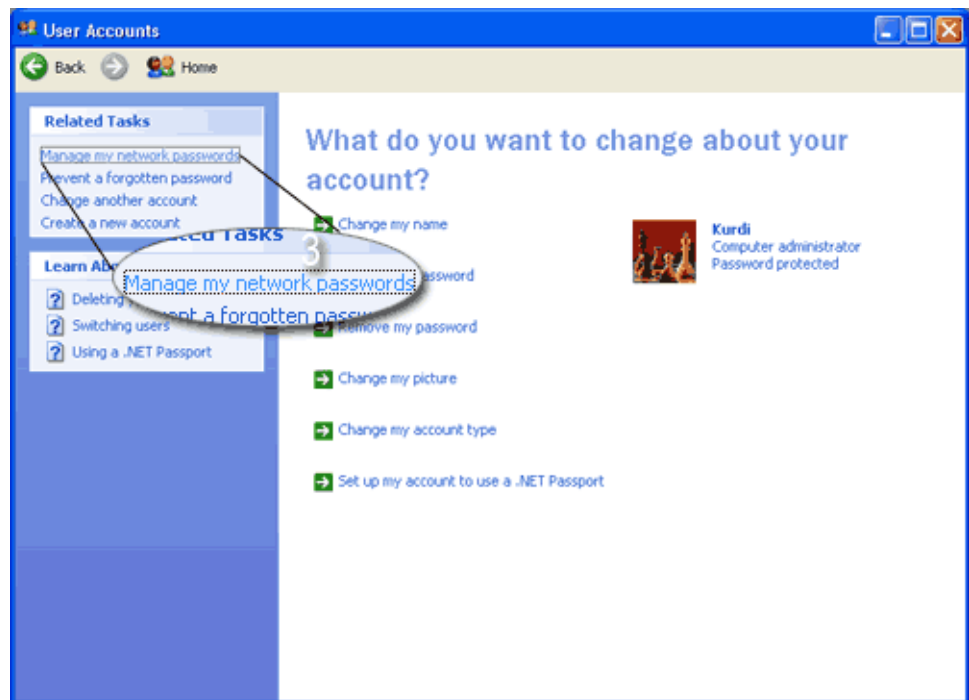 User Accounts
Back Home
Related Tasks
Manage my network passwords
Prevent a forgotten password
Change another account
Create a new account
Tasks
3
Manage my network passwords
a forgotten
Learn
Deleting
Switching users
Using a .NET Passport
What do you want to change about your
account?
Change my name
password
Remove my password
Change my picture
Change my account type
Set up my account to use a .NET Passport
Kurdi
Computer administrator
Password protected